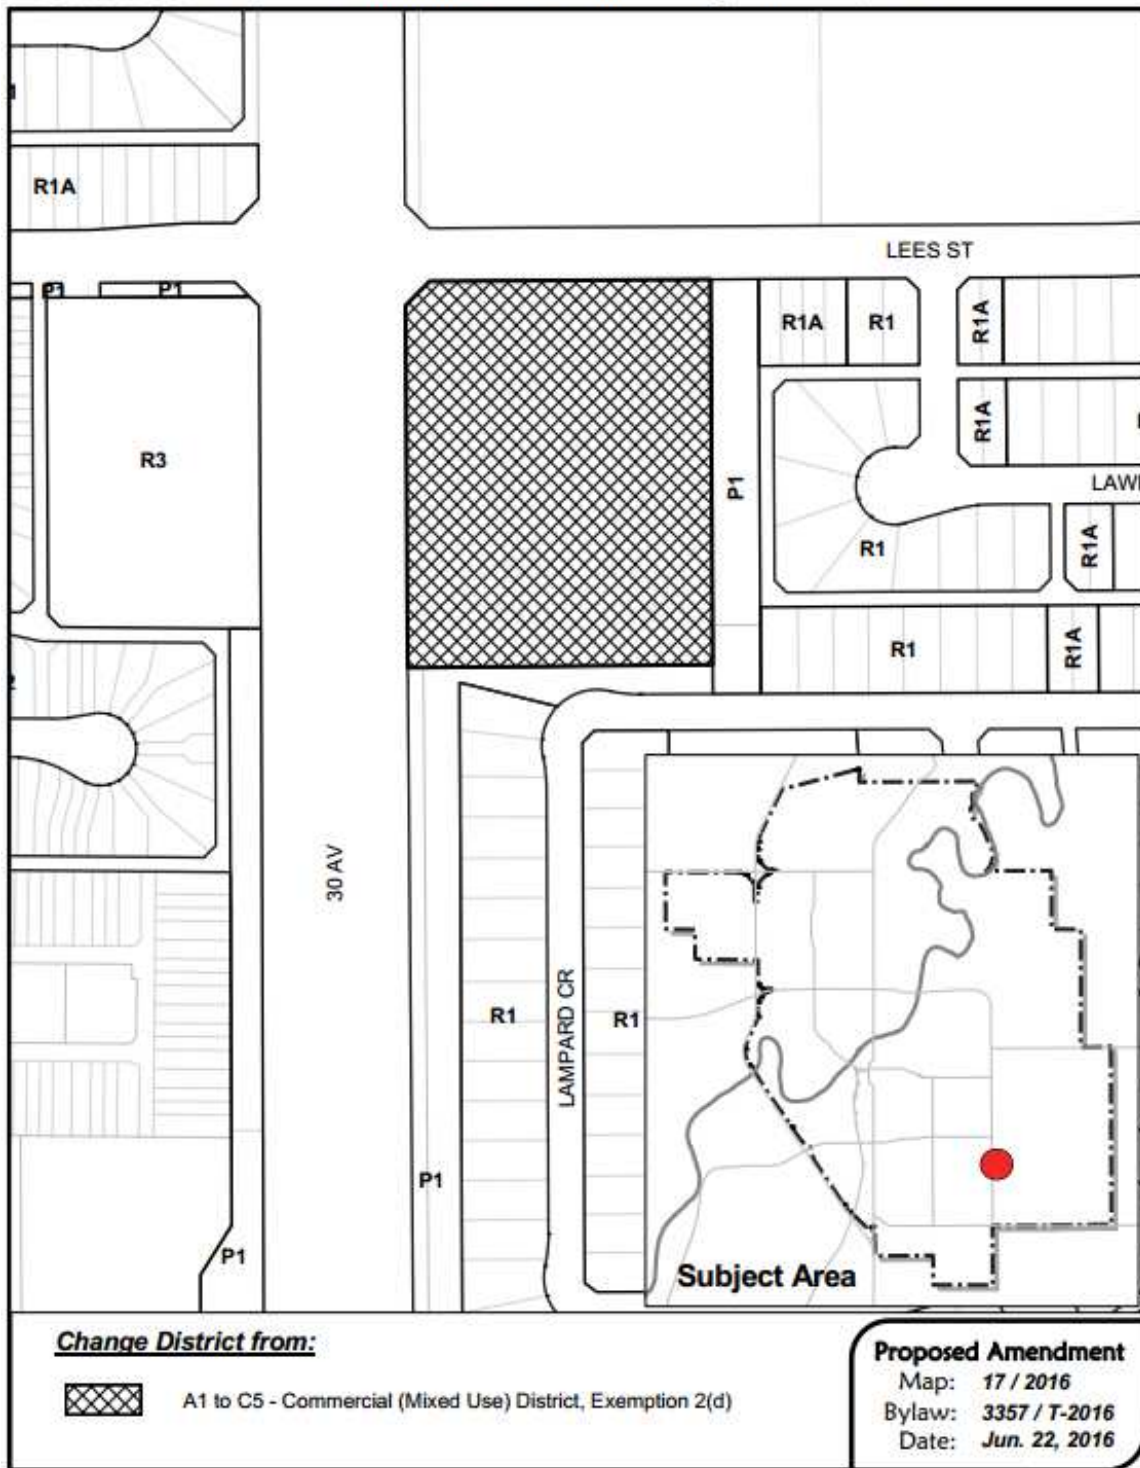 R1A
LEES ST
P1
P1
R1A
R1
R1A
R3
R1A
P1
LAW
R1
R1A
R1
R1A
30 AV
R1
LAMPARD CR
R1
P1
P1
Subject Area
Change District from:
A1 to C5 - Commercial (Mixed Use) District, Exemption 2(d)
Proposed Amendment
Map: 17 / 2016
Bylaw: 3357 / T-2016
Date: Jun. 22, 2016